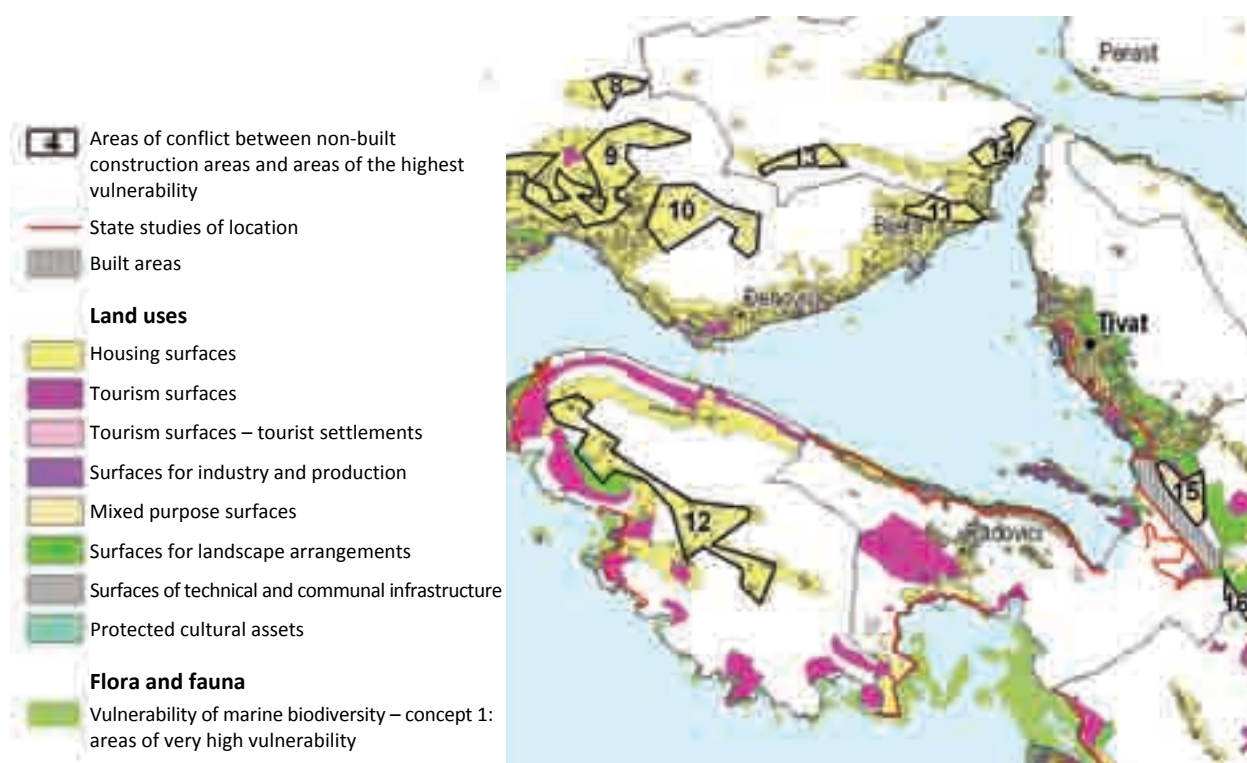 4
Areas of conflict between non-built
construction areas and areas of the highest
vulnerability
State studies of location
Built areas
Land uses
Housing surfaces
Tourism surfaces
Tourism surfaces – tourist settlements
Surfaces for industry and production
Mixed purpose surfaces
Surfaces for landscape arrangements
Surfaces of technical and communal infrastructure
Protected cultural assets
Flora and fauna
Vulnerability of marine biodiversity – concept 1:
areas of very high vulnerability
Perast
8
9
13
14
10
11
Tivat
15
12
16